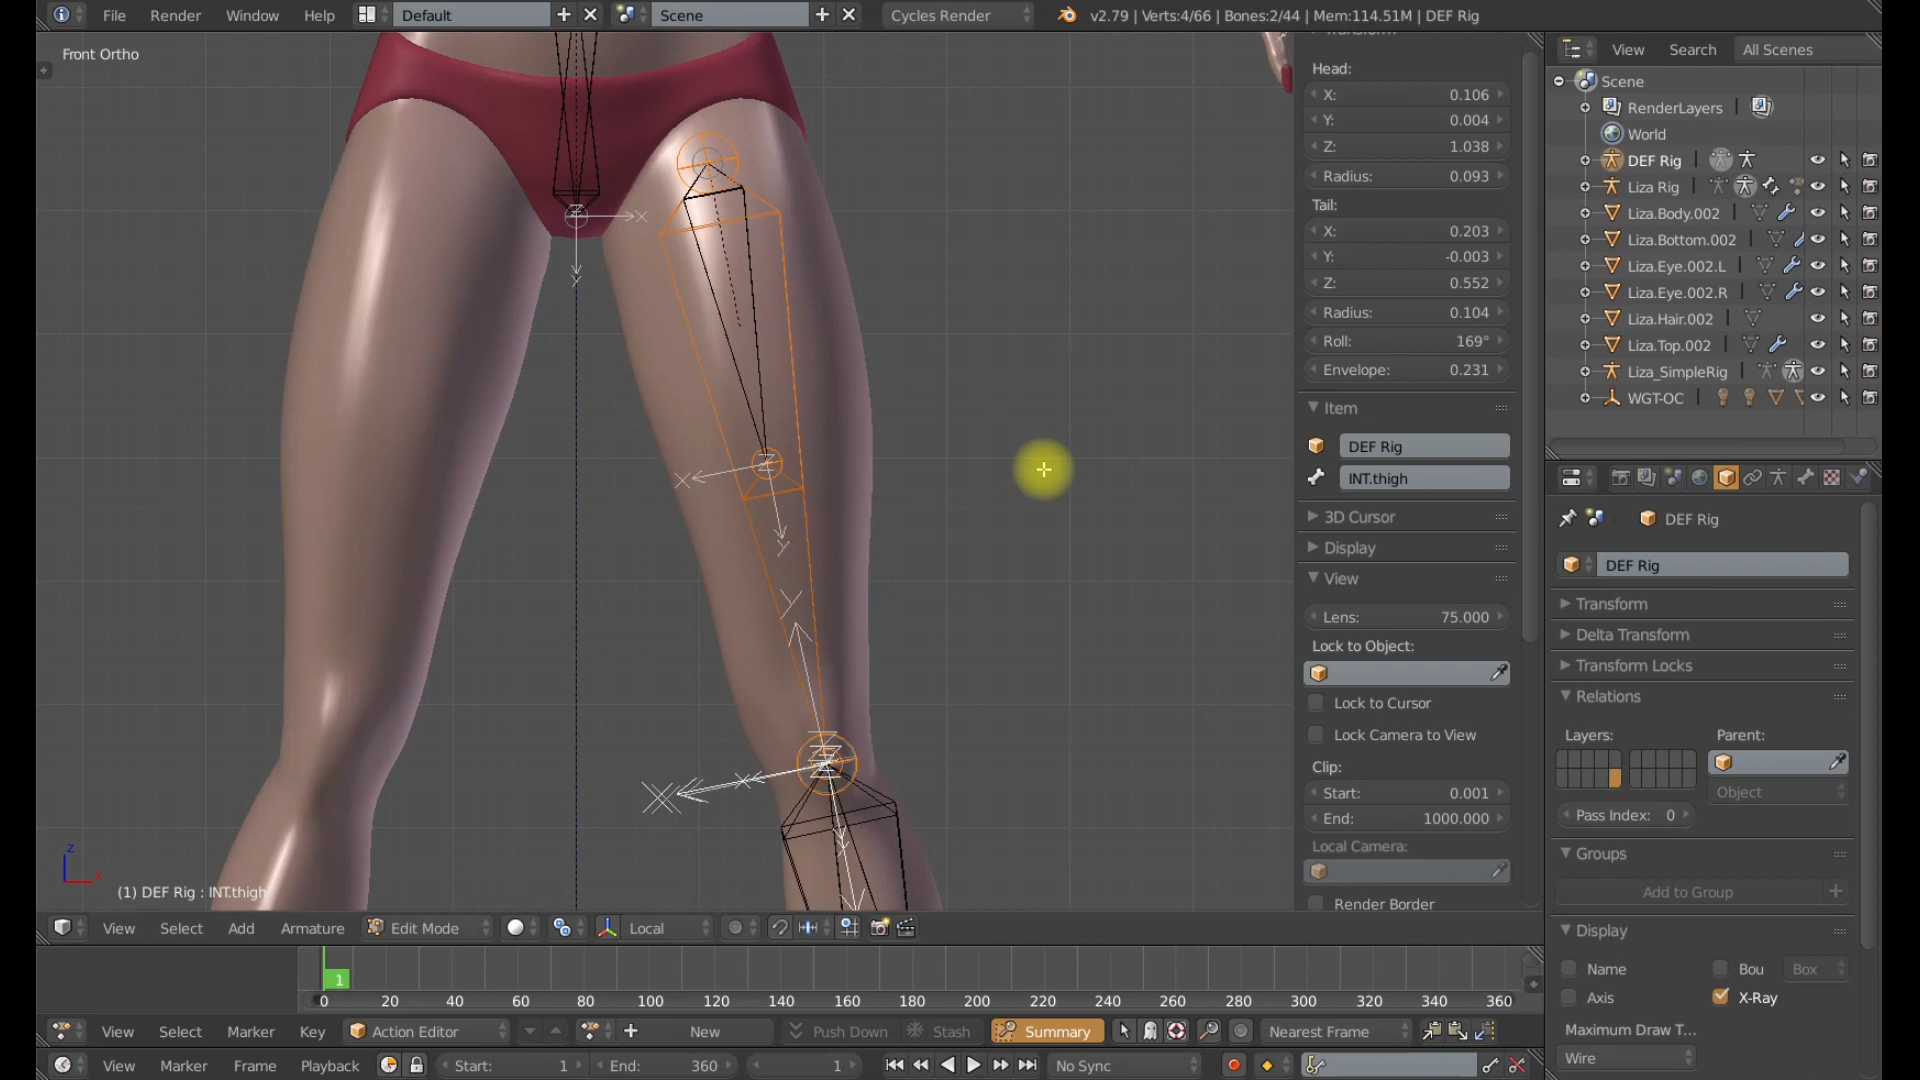 File Render Window Help Default Scene Cycles Render v2.79 | Verts:4/66 | Bones:2/44 | Mem:114.51M | DEF Rig
Front Ortho
X
Y
X
Y
Y
Z
X
(1) DEF Rig : INT.thigh
Head:
X: 0.106
Y: 0.004
Z: 1.038
Radius: 0.093
Tail:
X: 0.203
Y: -0.003
Z: 0.552
Radius: 0.104
Roll: 169°
Envelope: 0.231
Item
DEF Rig
INT.thigh
3D Cursor
Display
View
Lens: 75.000
Lock to Object:
Lock to Cursor
Lock Camera to View
Clip:
Start: 0.001
End: 1000.000
Local Camera:
Render Border
View Search All Scenes
Scene
RenderLayers |
World
DEF Rig |
Liza Rig |
Liza.Body.002 |
Liza.Bottom.002
Liza.Eye.002.L
Liza.Eye.002.R
Liza.Hair.002 |
Liza.Top.002 |
Liza_SimpleRig
WGT-OC |
DEF Rig
DEF Rig
Transform
Delta Transform
Transform Locks
Relations
Layers: Parent:
Object
Pass Index: 0
Groups
Add to Group
Display
Name Bou Box
Axis X-Ray
Maximum Draw T...
Wire
View Select Add Armature Edit Mode Local
1
0 20 40 60 80 100 120 140 160 180 200 220 240 260 280 300 320 340 360
View Select Marker Key Action Editor New Push Down Stash Summary Nearest Frame
View Marker Frame Playback Start: 1 End: 360 1 No Sync